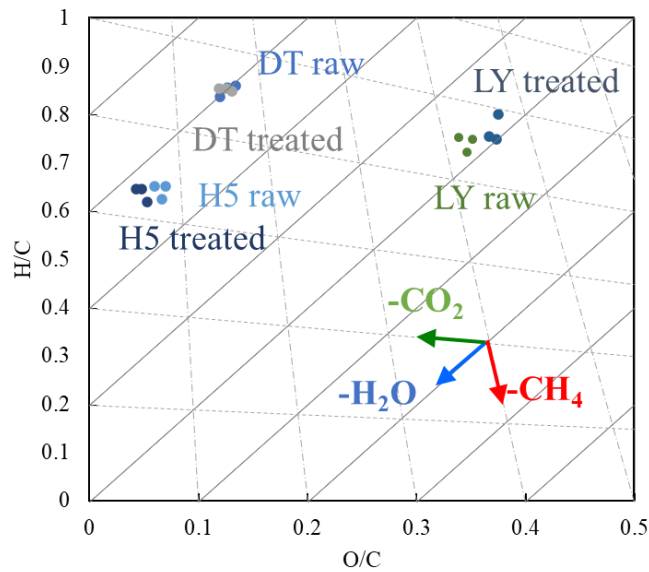 1
0.9
0.8
0.7
0.6
0.5
0.4
0.3
0.2
0.1
0
H/C
DT raw
LY treated
DT treated
H5 raw
LY raw
H5 treated
-CO₂
-H₂O
-CH₄
0 0.1 0.2 0.3 0.4 0.5
O/C